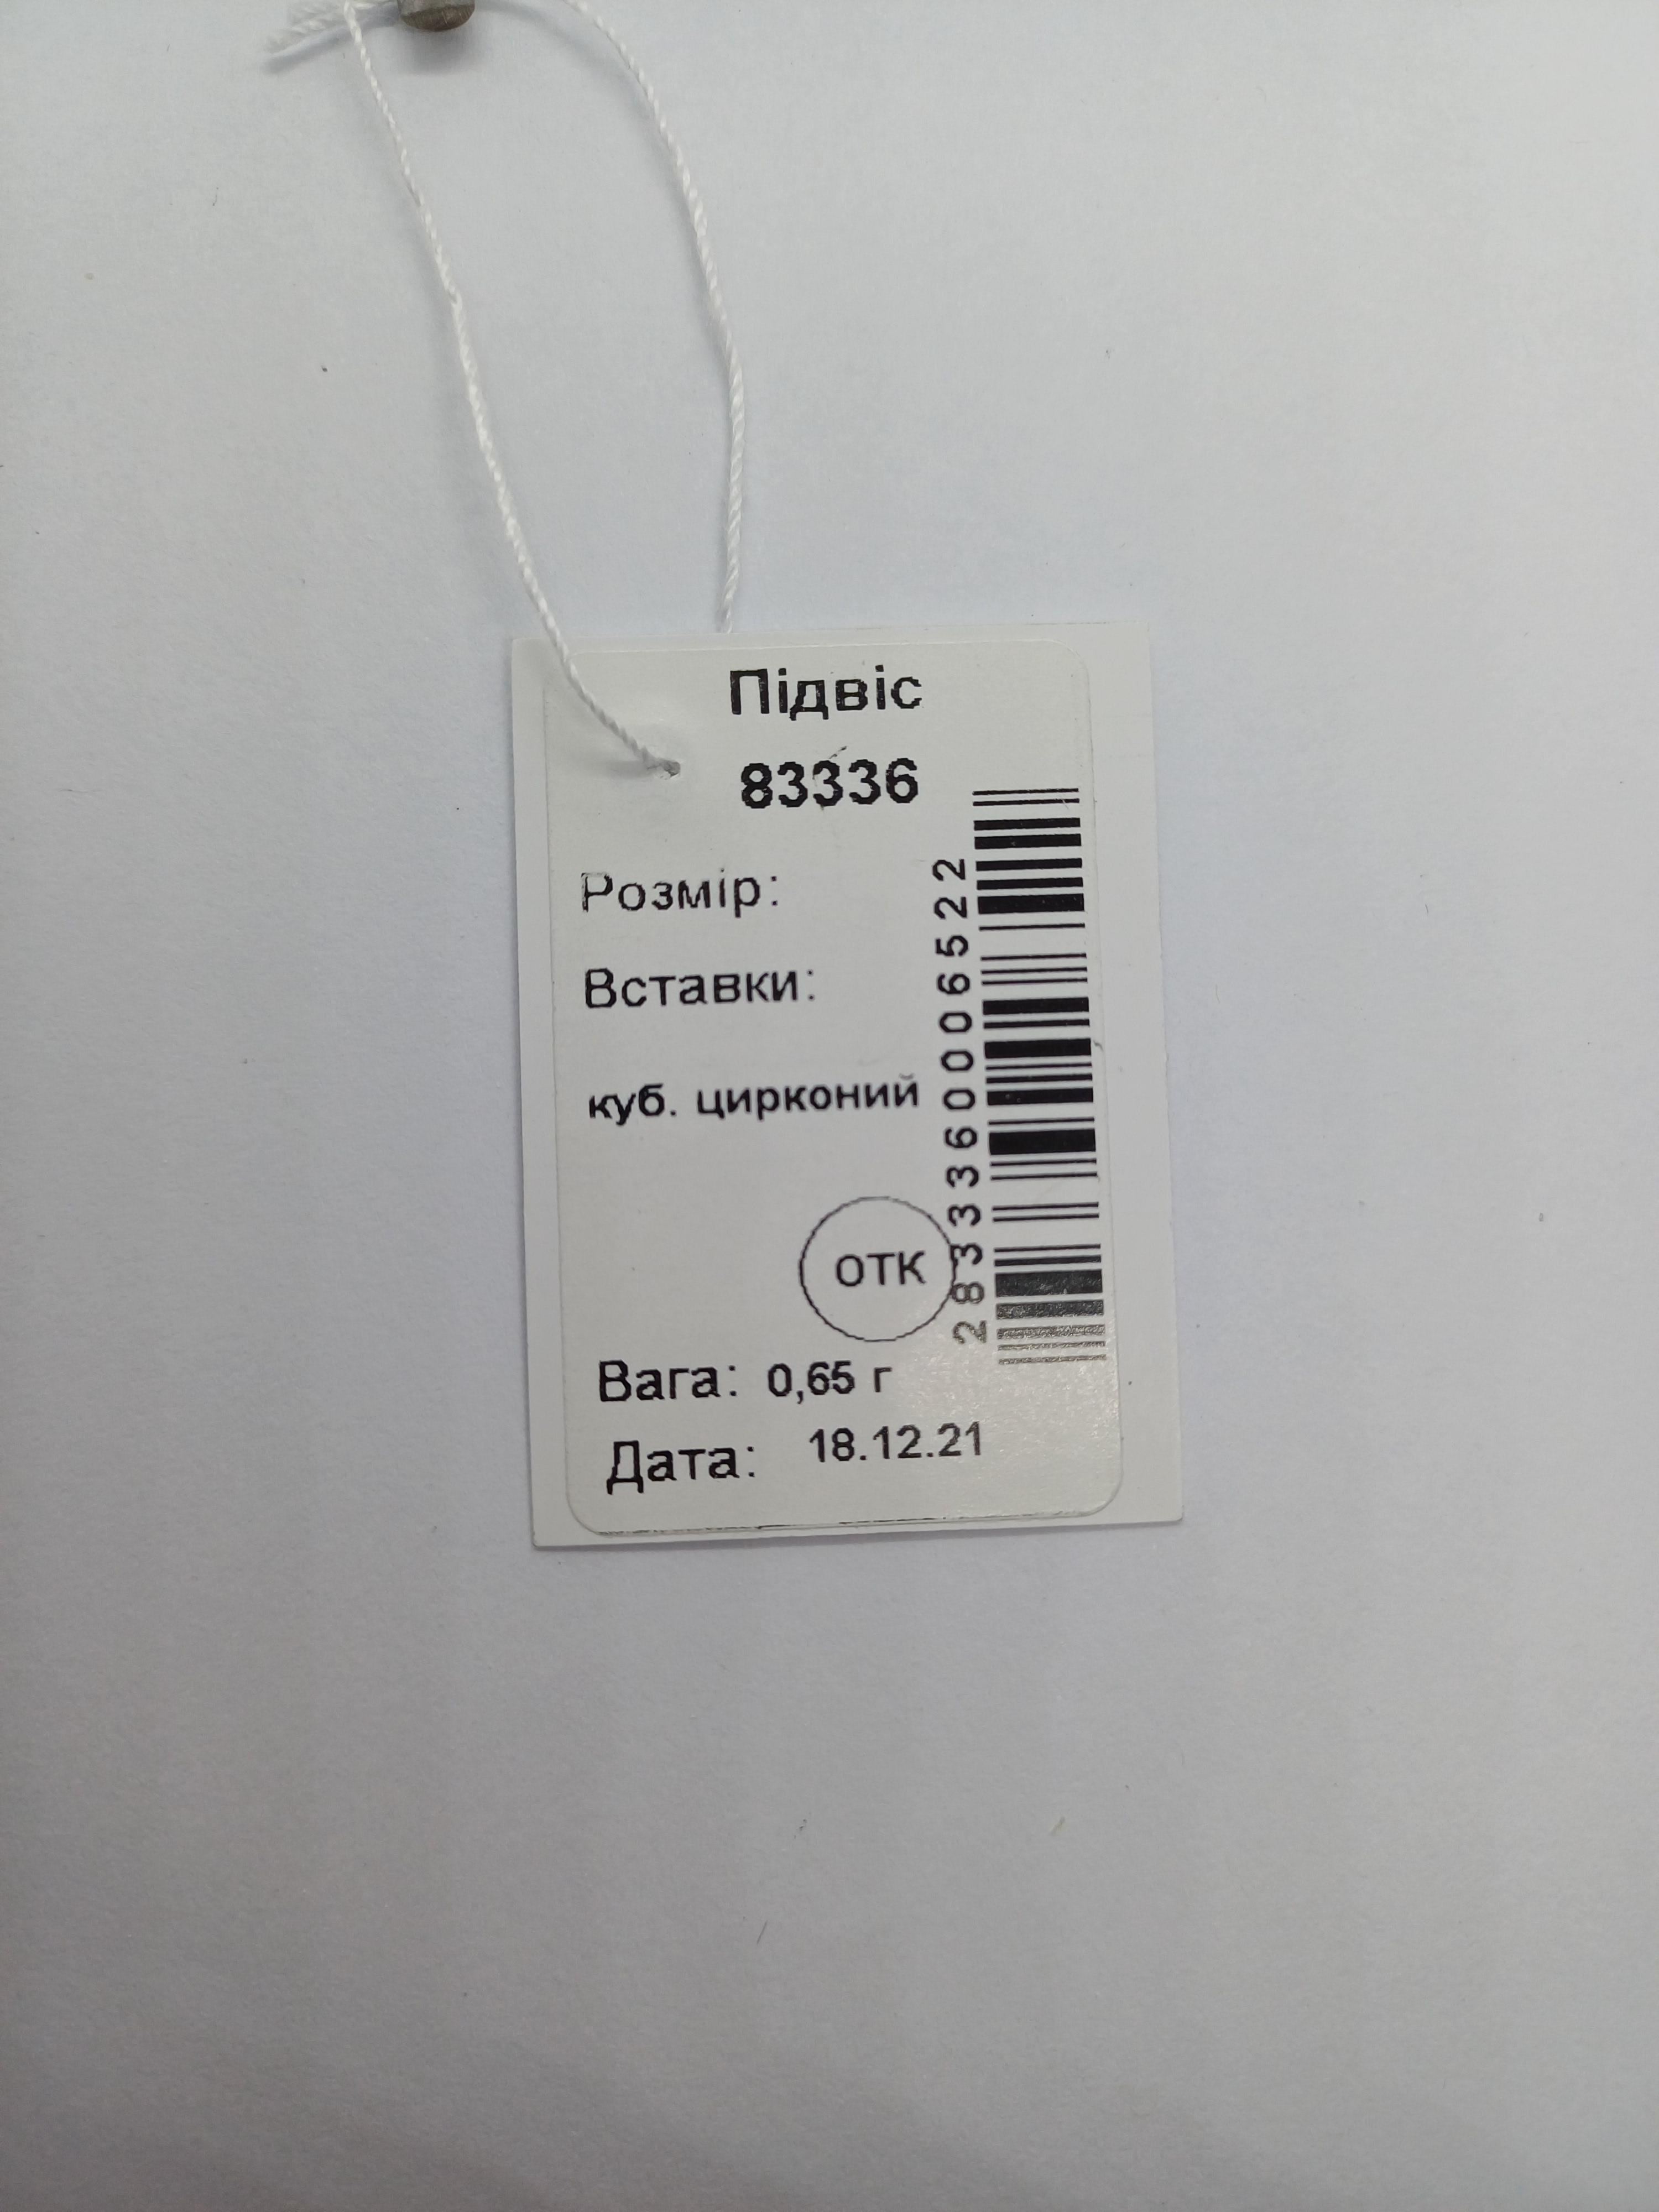 Підвіс
83336
Розмір:
Вставки:
куб. цирконий
ОТК
Вага: 0,65 г
Дата: 18.12.21
2833360006522